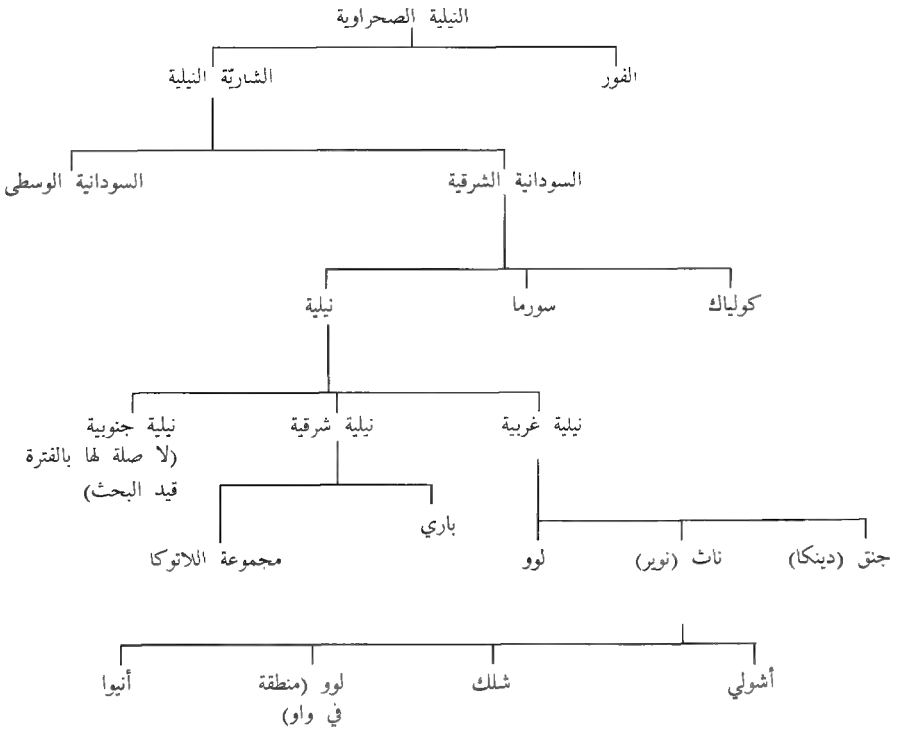 النيلية الصحراوية
الفور
الشاريّة النيلية
السودانية الشرقية
السودانية الوسطى
كولياك
سورما
نيلية
نيلية غربية
نيلية شرقية
نيلية جنوبية
(لا صلة لها بالفترة
قيد البحث)
باري
مجموعة اللاتوكا
جنق (دينكا)
ناث (نوير)
لوو
أشولي
شلك
لوو (منطقة
في واو)
أنيوا